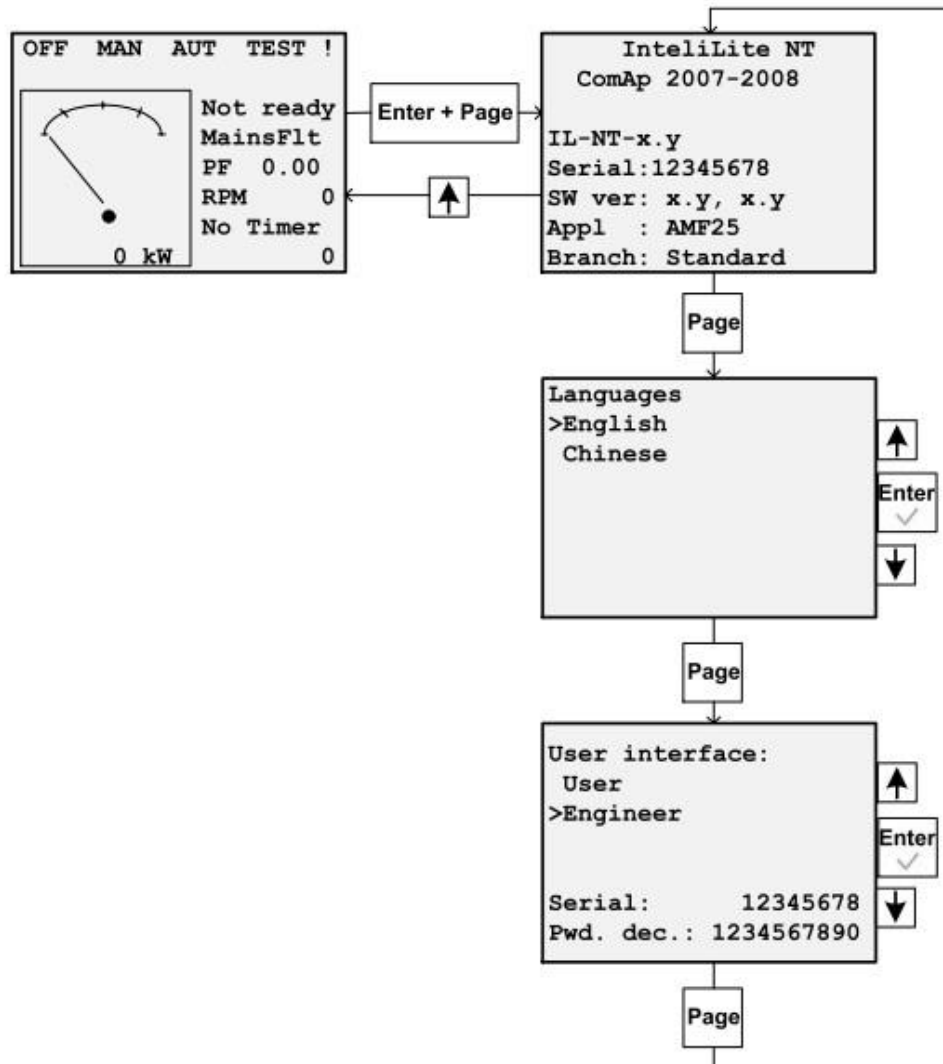 OFF MAN AUT TEST !
Not ready
MainsFlt
PF 0.00
RPM 0
No Timer
0 kW 0
Enter + Page
InteliLite NT
ComAp 2007-2008
IL-NT-x.y
Serial:12345678
SW ver: x.y, x.y
Appl : AMF25
Branch: Standard
Page
Languages
>English
Chinese
Enter
Page
User interface:
User
>Engineer
Serial: 12345678
Pwd. dec.: 1234567890
Enter
Page